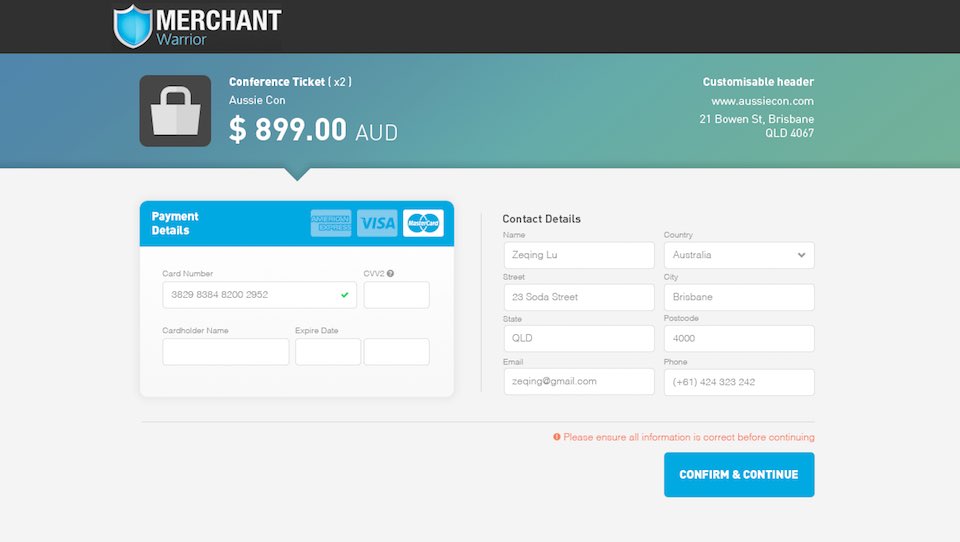 MERCHANT
Warrior
Conference Ticket ( x2 )
Aussie Con
$ 899.00 AUD
Customisable header
www.aussiecon.com
21 Bowen St, Brisbane
QLD 4067
Payment
Details
AMERICAN
EXPRESS
VISA
MasterCard
Card Number
CVV2 ?
3829 8384 8200 2952
Cardholder Name
Expire Date
Contact Details
Name
Country
Zeqing Lu
Australia
Street
City
23 Soda Street
Brisbane
State
Postcode
QLD
4000
Email
Phone
zeqing@gmail.com
(+61) 424 323 242
! Please ensure all information is correct before continuing
CONFIRM & CONTINUE